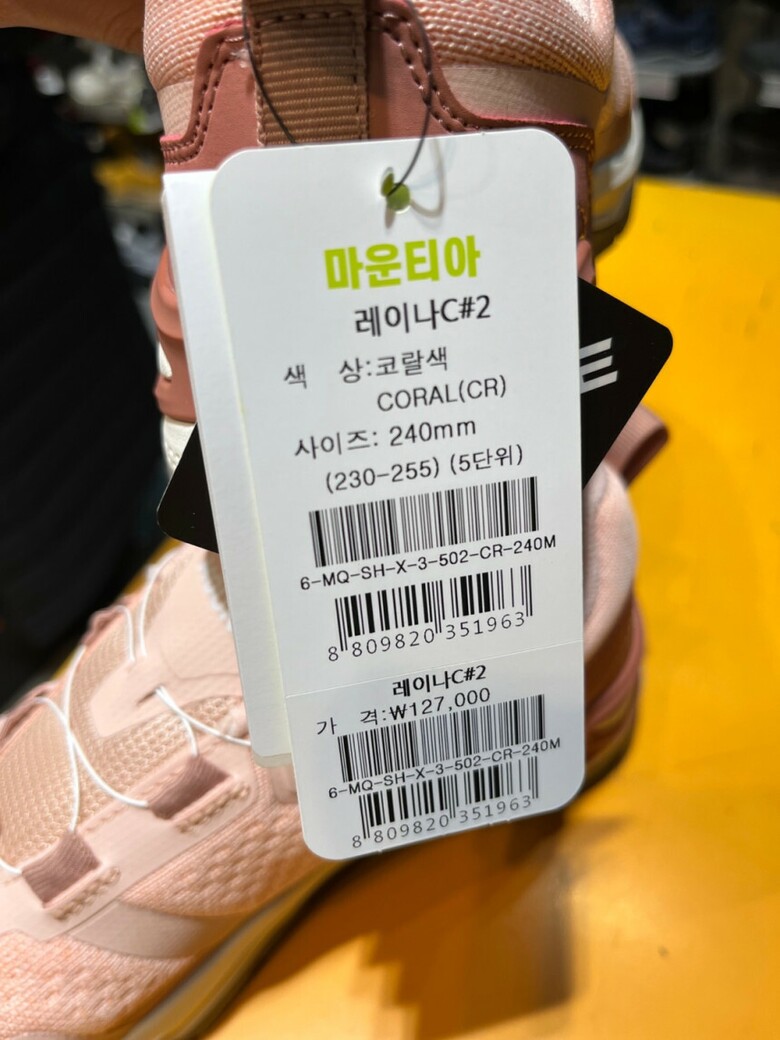 마운티아
레이나C#2
색 상:코랄색
CORAL(CR)
사이즈: 240mm
(230-255) (5단위)
6-MQ-SH-X-3-502-CR-240M
8 809820 351963
레이나C#2
가 격:₩127,000
6-MQ-SH-X-3-502-CR-240M
8 809820 351963